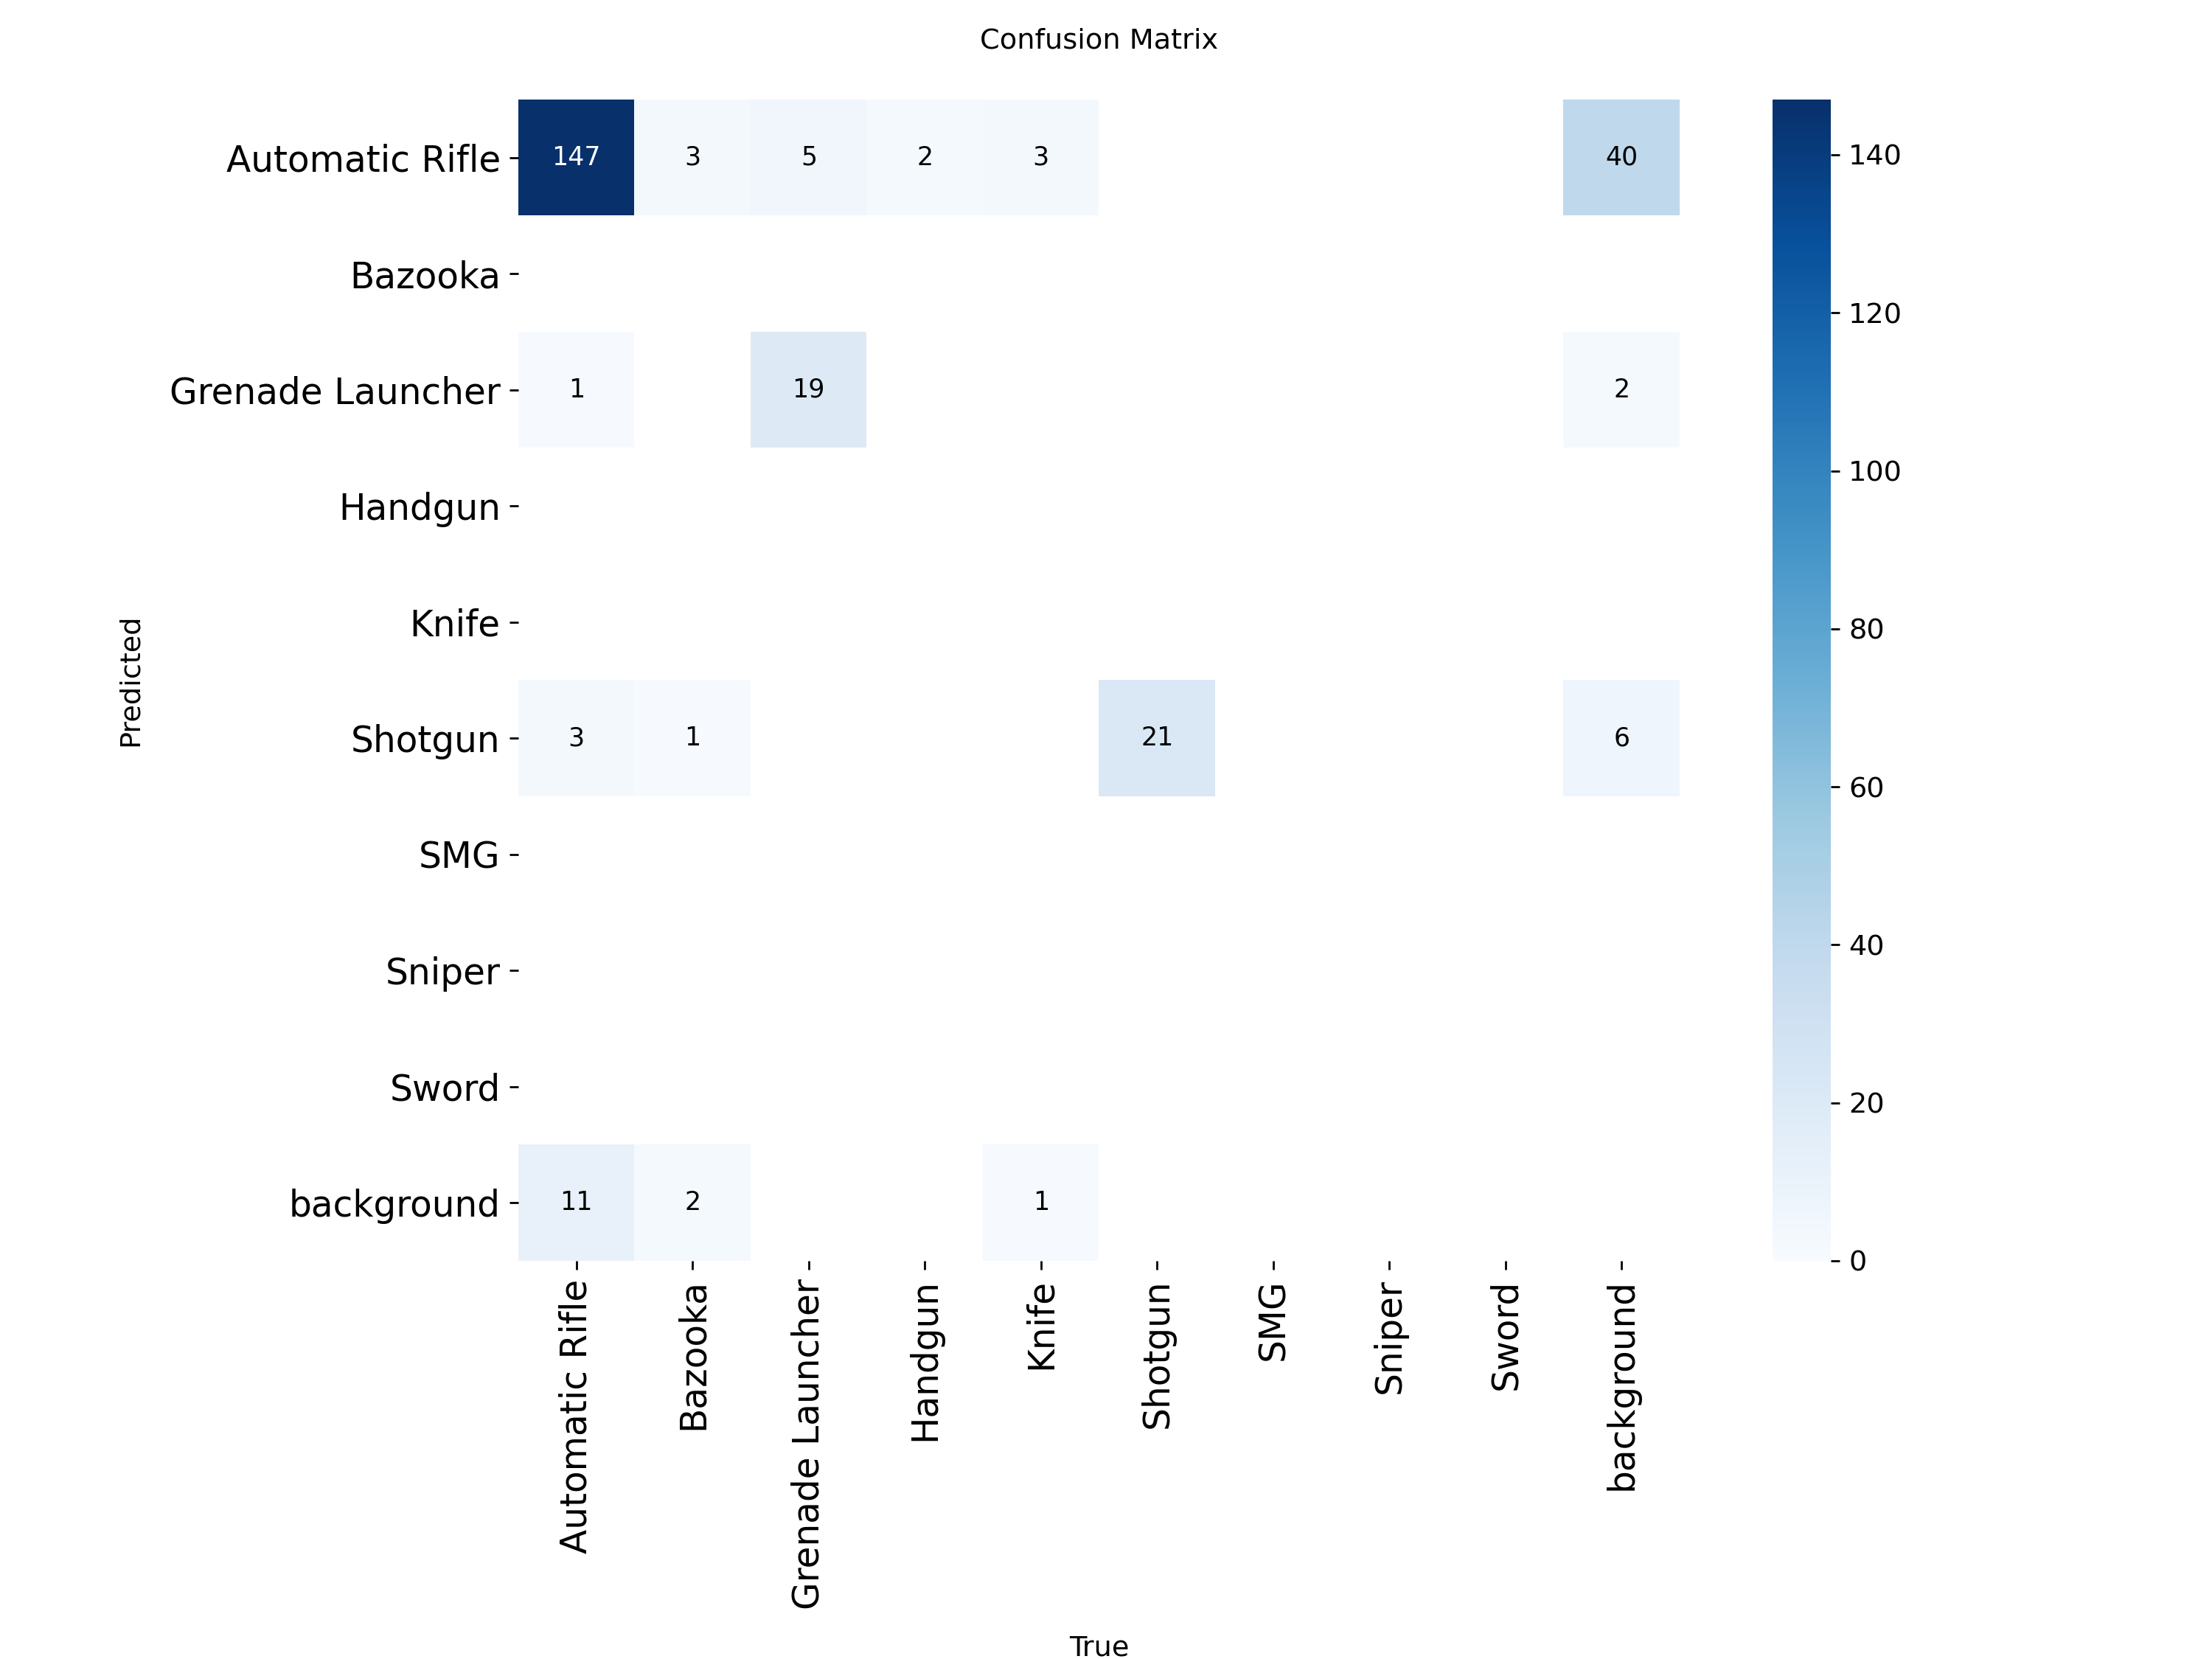 Confusion Matrix
Automatic Rifle 147 3 5 2 3 40
Bazooka
Grenade Launcher 1 19 2
Handgun
Knife
Shotgun 3 1 21 6
SMG
Sniper
Sword
background 11 2 1
Predicted
Automatic Rifle
Bazooka
Grenade Launcher
Handgun
Knife
Shotgun
SMG
Sniper
Sword
background
True
140
120
100
80
60
40
20
0